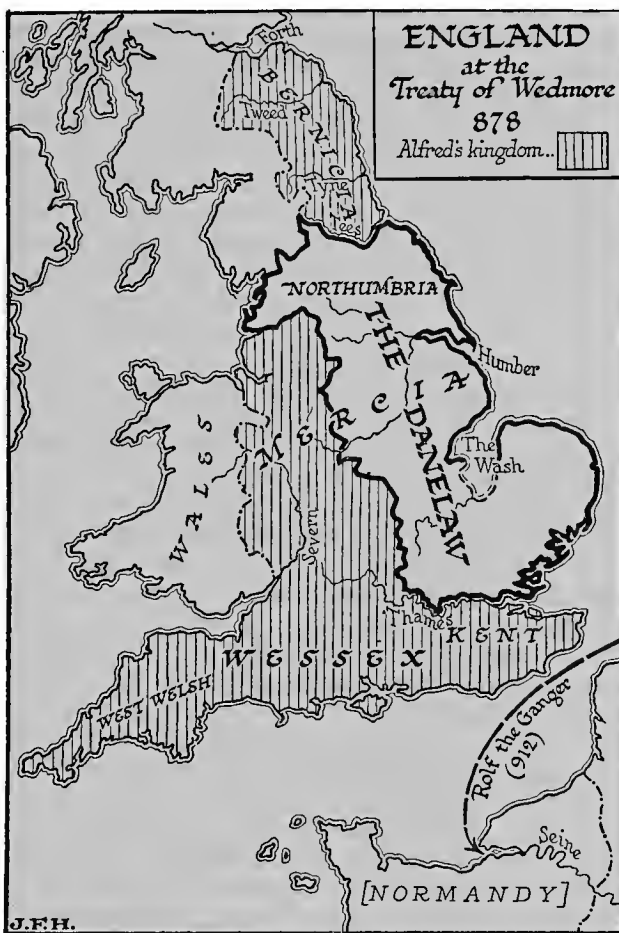 ENGLAND
at the
Treaty of Wedmore
878
Alfred's kingdom..
Forth
BERNICIA
Tweed
Tyne
Tees
NORTHUMBRIA
THE DANELAW
Humber
MERCIA
The
Wash
WALES
Severn
Thames
KENT
WESSEX
WEST WELSH
Rolf the Ganger
(912)
Seine
[NORMANDY]
J.F.H.